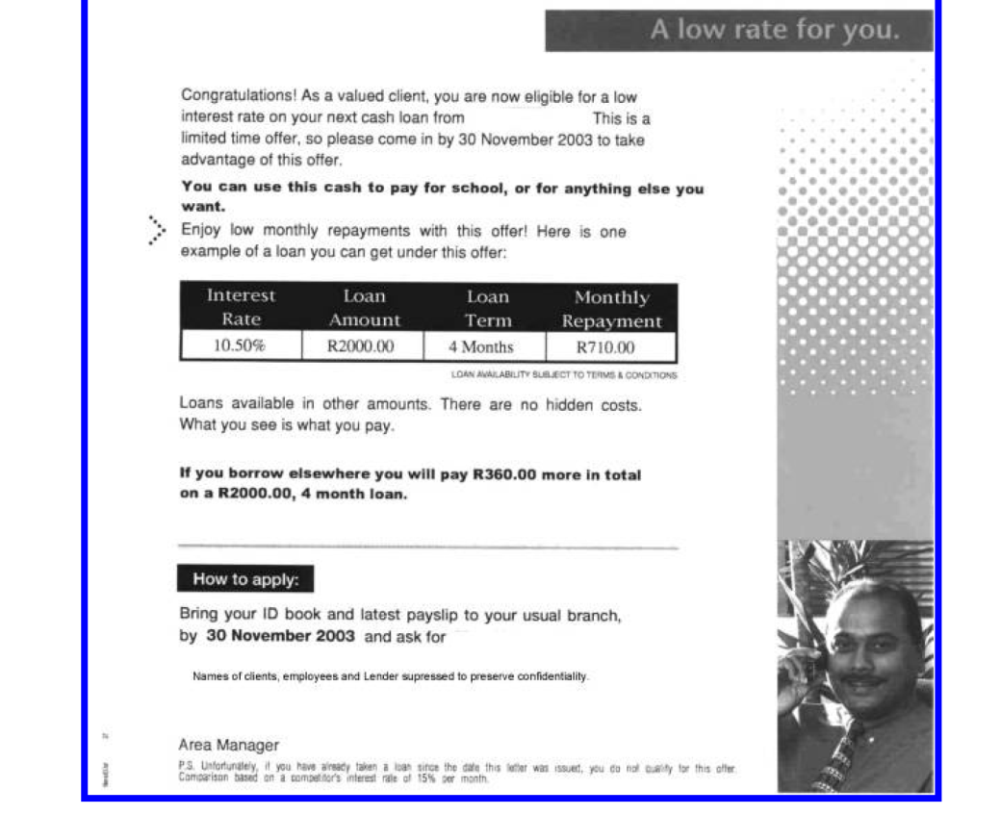 A low rate for you.
Congratulations! As a valued client, you are now eligible for a low
interest rate on your next cash loan from This is a
limited time offer, so please come in by 30 November 2003 to take
advantage of this offer.
You can use this cash to pay for school, or for anything else you
want.
Enjoy low monthly repayments with this offer! Here is one
example of a loan you can get under this offer:
Interest Rate Loan Amount Loan Term Monthly Repayment
10.50% R2000.00 4 Months R710.00
LOAN AVAILABILITY SUBJECT TO TERMS & CONDITIONS
Loans available in other amounts. There are no hidden costs.
What you see is what you pay.
If you borrow elsewhere you will pay R360.00 more in total
on a R2000.00, 4 month loan.
How to apply:
Bring your ID book and latest payslip to your usual branch,
by 30 November 2003 and ask for
Names of clients, employees and Lender supressed to preserve confidentiality.
Area Manager
P.S. Unfortunately, if you have already taken a loan since the date this letter was issued, you do not qualify for this offer.
Comparison based on a competitor's interest rate of 15% per month.